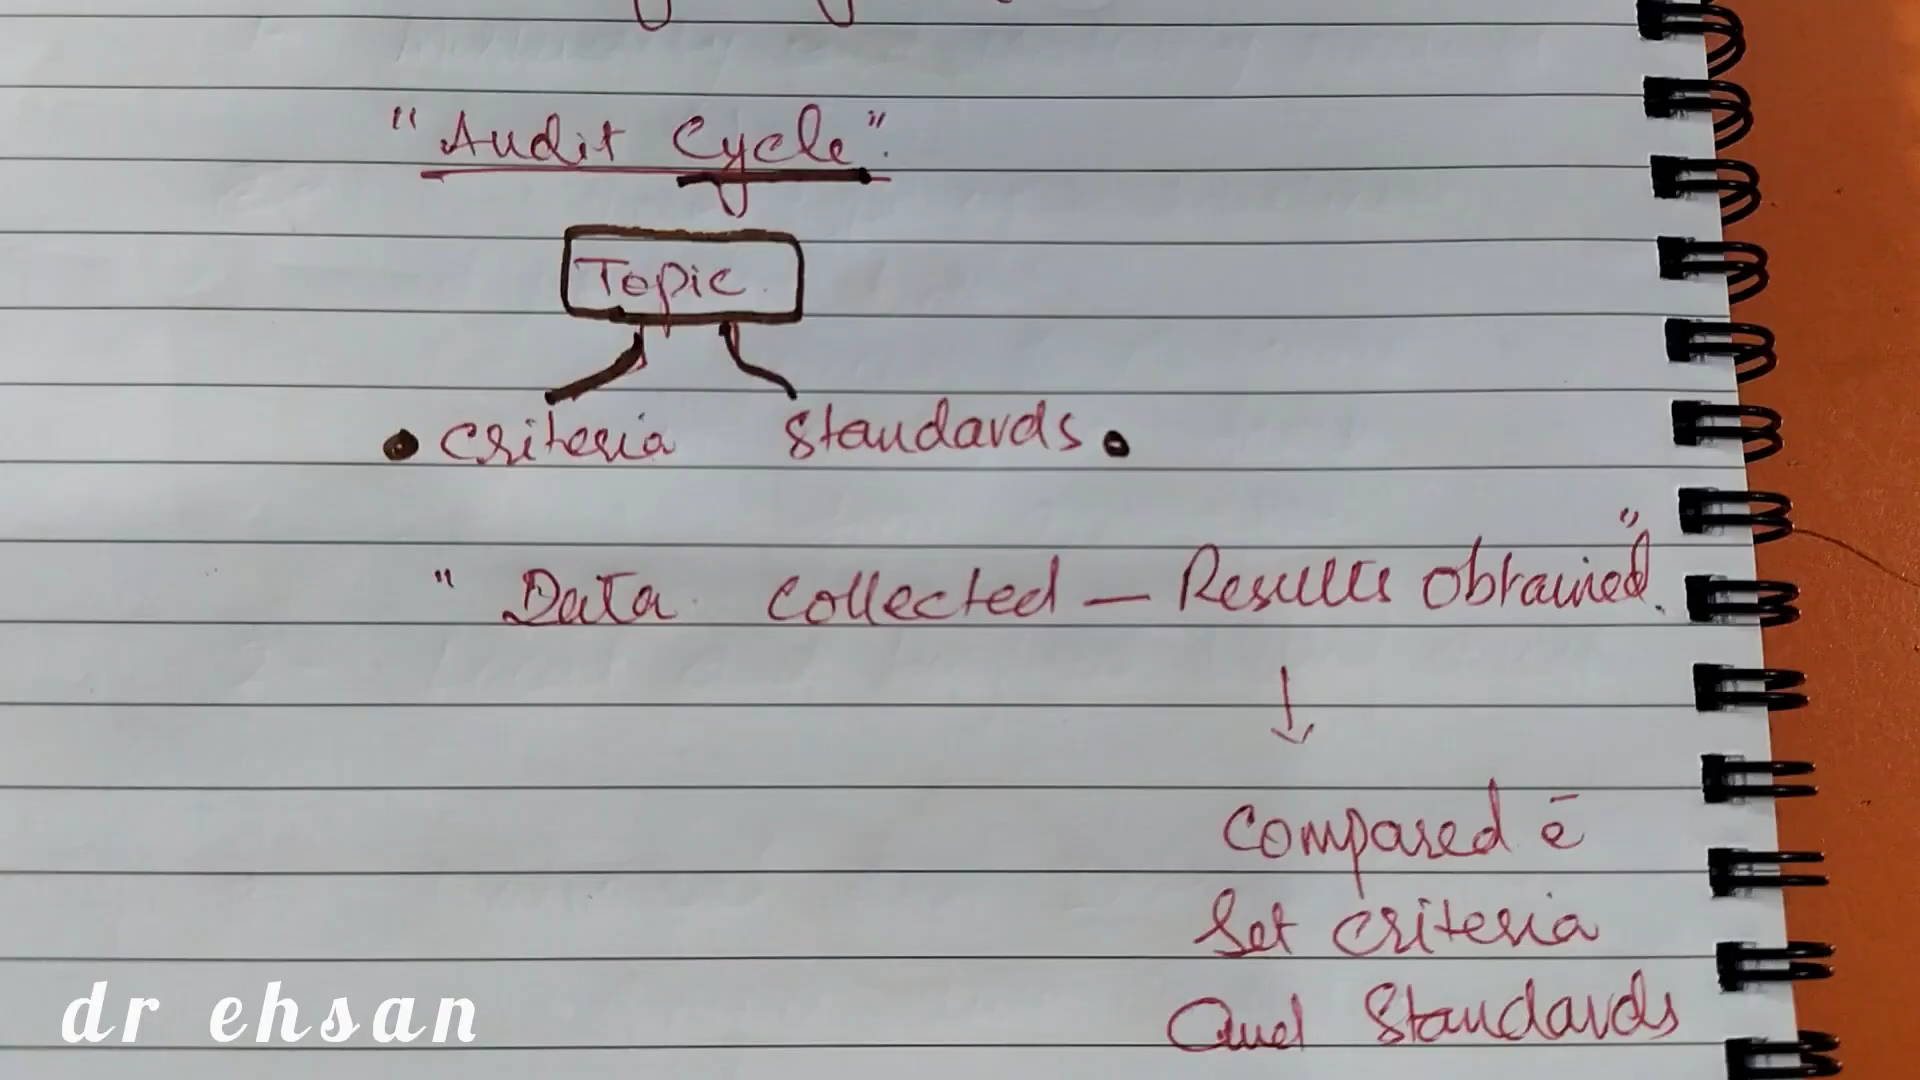 "Audit Cycle".
Topic.
• Criteria Standards •
"Data collected — Results obtained."
↓
Compared c̄
Set criteria
And Standards
dr ehsan